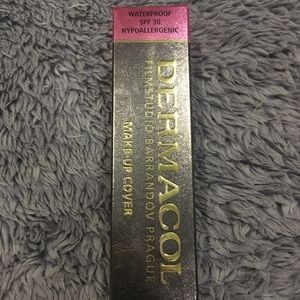 WATERPROOF
SPF 30
HYPOALLERGENIC
DERMACOL
FILMSTUDIO BARRANDOV PRAGUE
MAKE-UP COVER